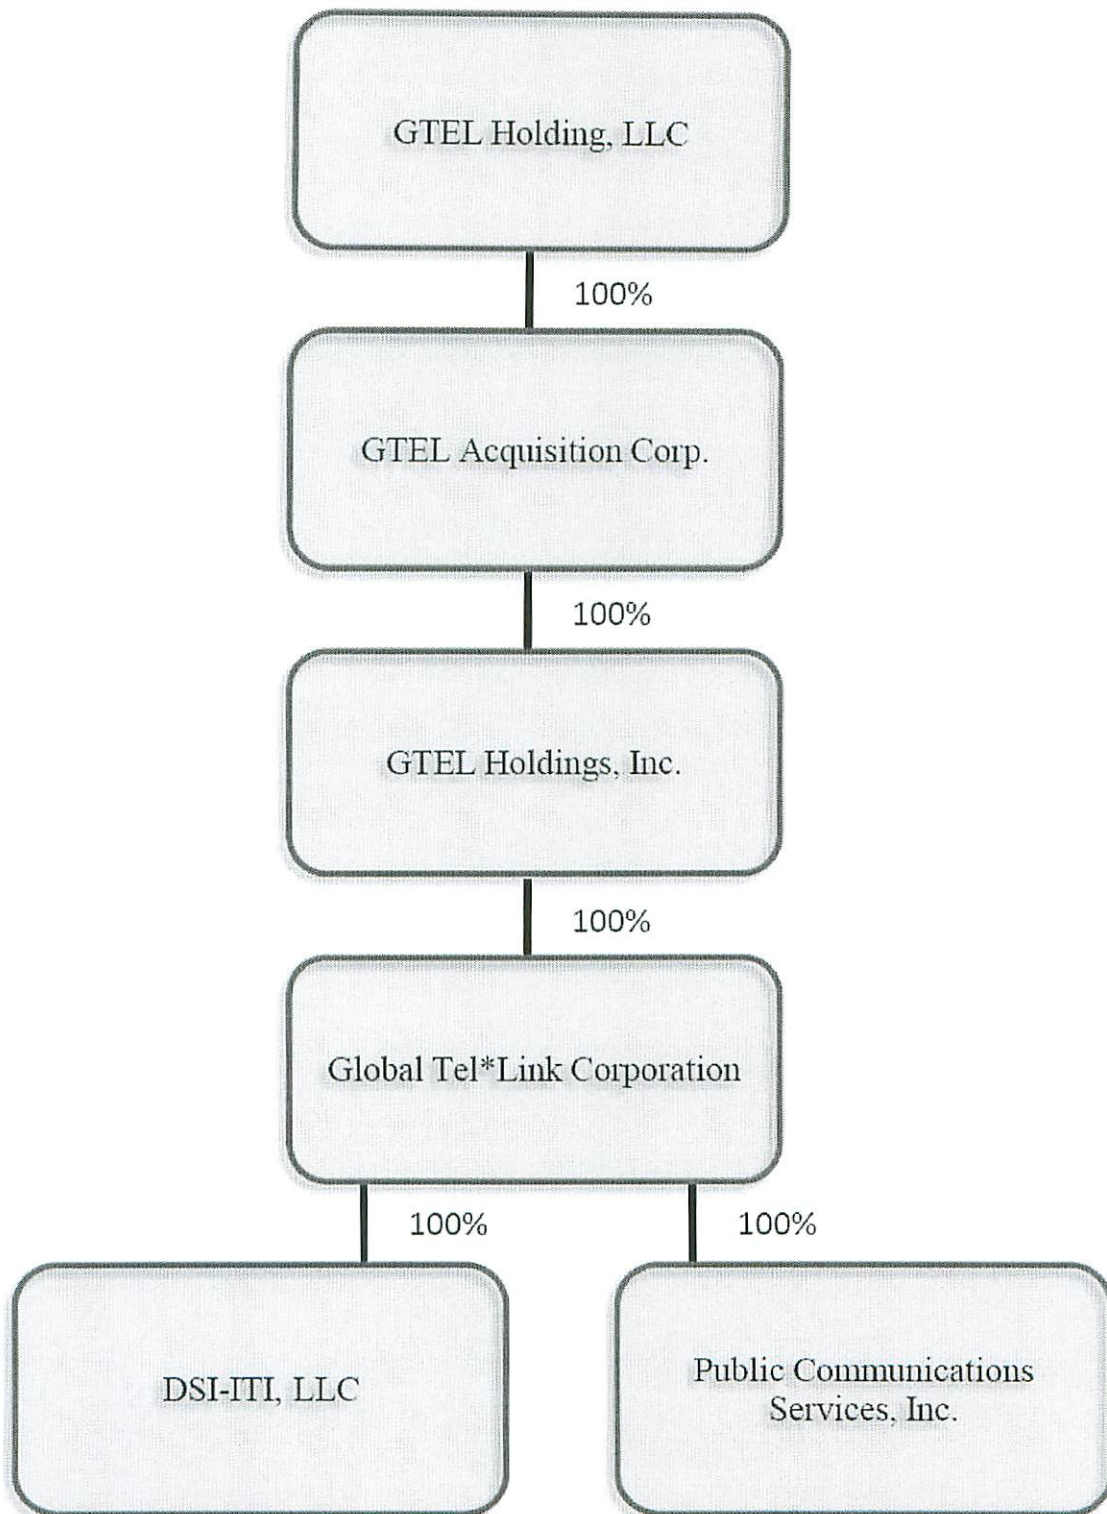 GTEL Holding, LLC
100%
GTEL Acquisition Corp.
100%
GTEL Holdings, Inc.
100%
Global Tel*Link Corporation
100%
100%
DSI-ITI, LLC
Public Communications
Services, Inc.